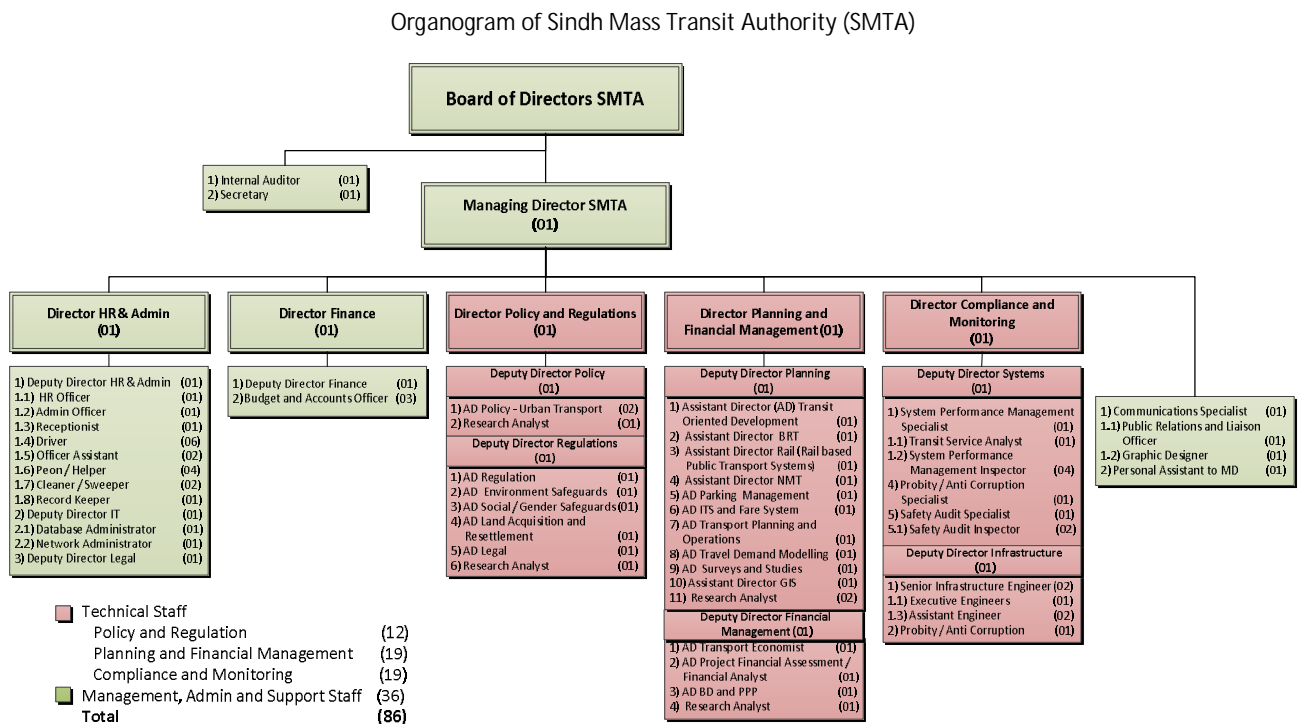 Organogram of Sindh Mass Transit Authority (SMTA)
Board of Directors SMTA
1) Internal Auditor (01)
2) Secretary (01)
Managing Director SMTA
(01)
Director HR & Admin
(01)
1) Deputy Director HR & Admin (01)
1.1) HR Officer (01)
1.2) Admin Officer (01)
1.3) Receptionist (01)
1.4) Driver (06)
1.5) Officer Assistant (02)
1.6) Peon / Helper (04)
1.7) Cleaner / Sweeper (02)
1.8) Record Keeper (01)
2) Deputy Director IT (01)
2.1) Database Administrator (01)
2.2) Network Administrator (01)
3) Deputy Director Legal (01)
Director Finance
(01)
1) Deputy Director Finance (01)
2) Budget and Accounts Officer (03)
Director Policy and Regulations
(01)
Deputy Director Policy
(01)
1) AD Policy - Urban Transport (02)
2) Research Analyst (01)
Deputy Director Regulations
(01)
1) AD Regulation (01)
2) AD Environment Safeguards (01)
3) AD Social / Gender Safeguards (01)
4) AD Land Acquisition and
Resettlement (01)
5) AD Legal (01)
6) Research Analyst (01)
Director Planning and
Financial Management (01)
Deputy Director Planning
(01)
1) Assistant Director (AD) Transit
Oriented Development (01)
2) Assistant Director BRT (01)
3) Assistant Director Rail (Rail based
Public Transport Systems) (01)
4) Assistant Director NMT (01)
5) AD Parking Management (01)
6) AD ITS and Fare System (01)
7) AD Transport Planning and
Operations (01)
8) AD Travel Demand Modelling (01)
9) AD Surveys and Studies (01)
10) Assistant Director GIS (01)
11) Research Analyst (02)
Deputy Director Financial
Management (01)
1) AD Transport Economist (01)
2) AD Project Financial Assessment /
Financial Analyst (01)
3) AD BD and PPP (01)
4) Research Analyst (01)
Director Compliance and
Monitoring
(01)
Deputy Director Systems
(01)
1) System Performance Management
Specialist (01)
1.1) Transit Service Analyst (01)
1.2) System Performance
Management Inspector (04)
4) Probity / Anti Corruption
Specialist (01)
5) Safety Audit Specialist (01)
5.1) Safety Audit Inspector (02)
Deputy Director Infrastructure
(01)
1) Senior Infrastructure Engineer (02)
1.1) Executive Engineers (01)
1.3) Assistant Engineer (02)
2) Probity / Anti Corruption (01)
1) Communications Specialist (01)
1.1) Public Relations and Liaison
Officer (01)
1.2) Graphic Designer (01)
2) Personal Assistant to MD (01)
Technical Staff
Policy and Regulation (12)
Planning and Financial Management (19)
Compliance and Monitoring (19)
Management, Admin and Support Staff (36)
Total (86)